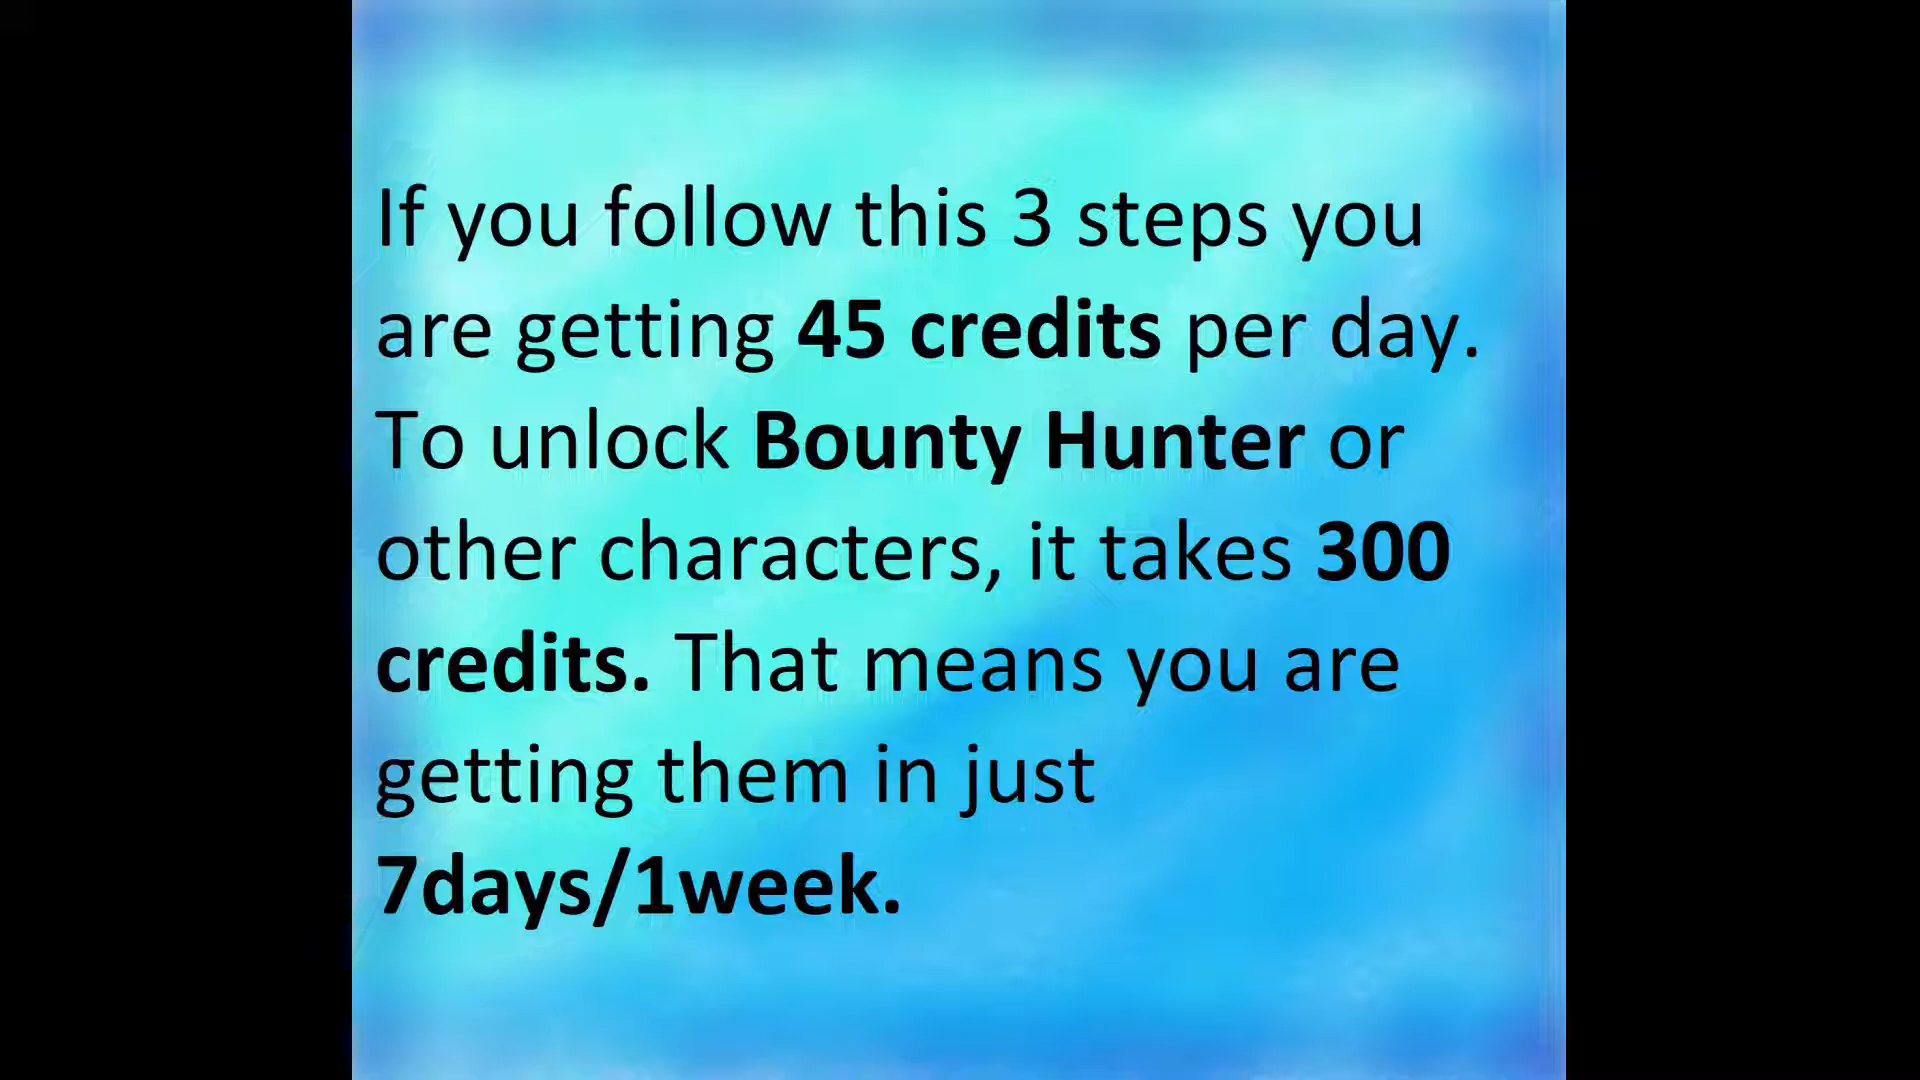 If you follow this 3 steps you
are getting 45 credits per day.
To unlock Bounty Hunter or
other characters, it takes 300
credits. That means you are
getting them in just
7days/1week.